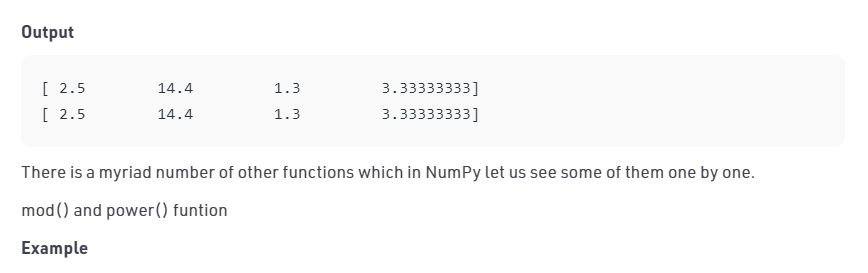 Output
[ 2.5        14.4        1.3        3.33333333]
[ 2.5        14.4        1.3        3.33333333]
There is a myriad number of other functions which in NumPy let us see some of them one by one.
mod() and power() funtion
Example